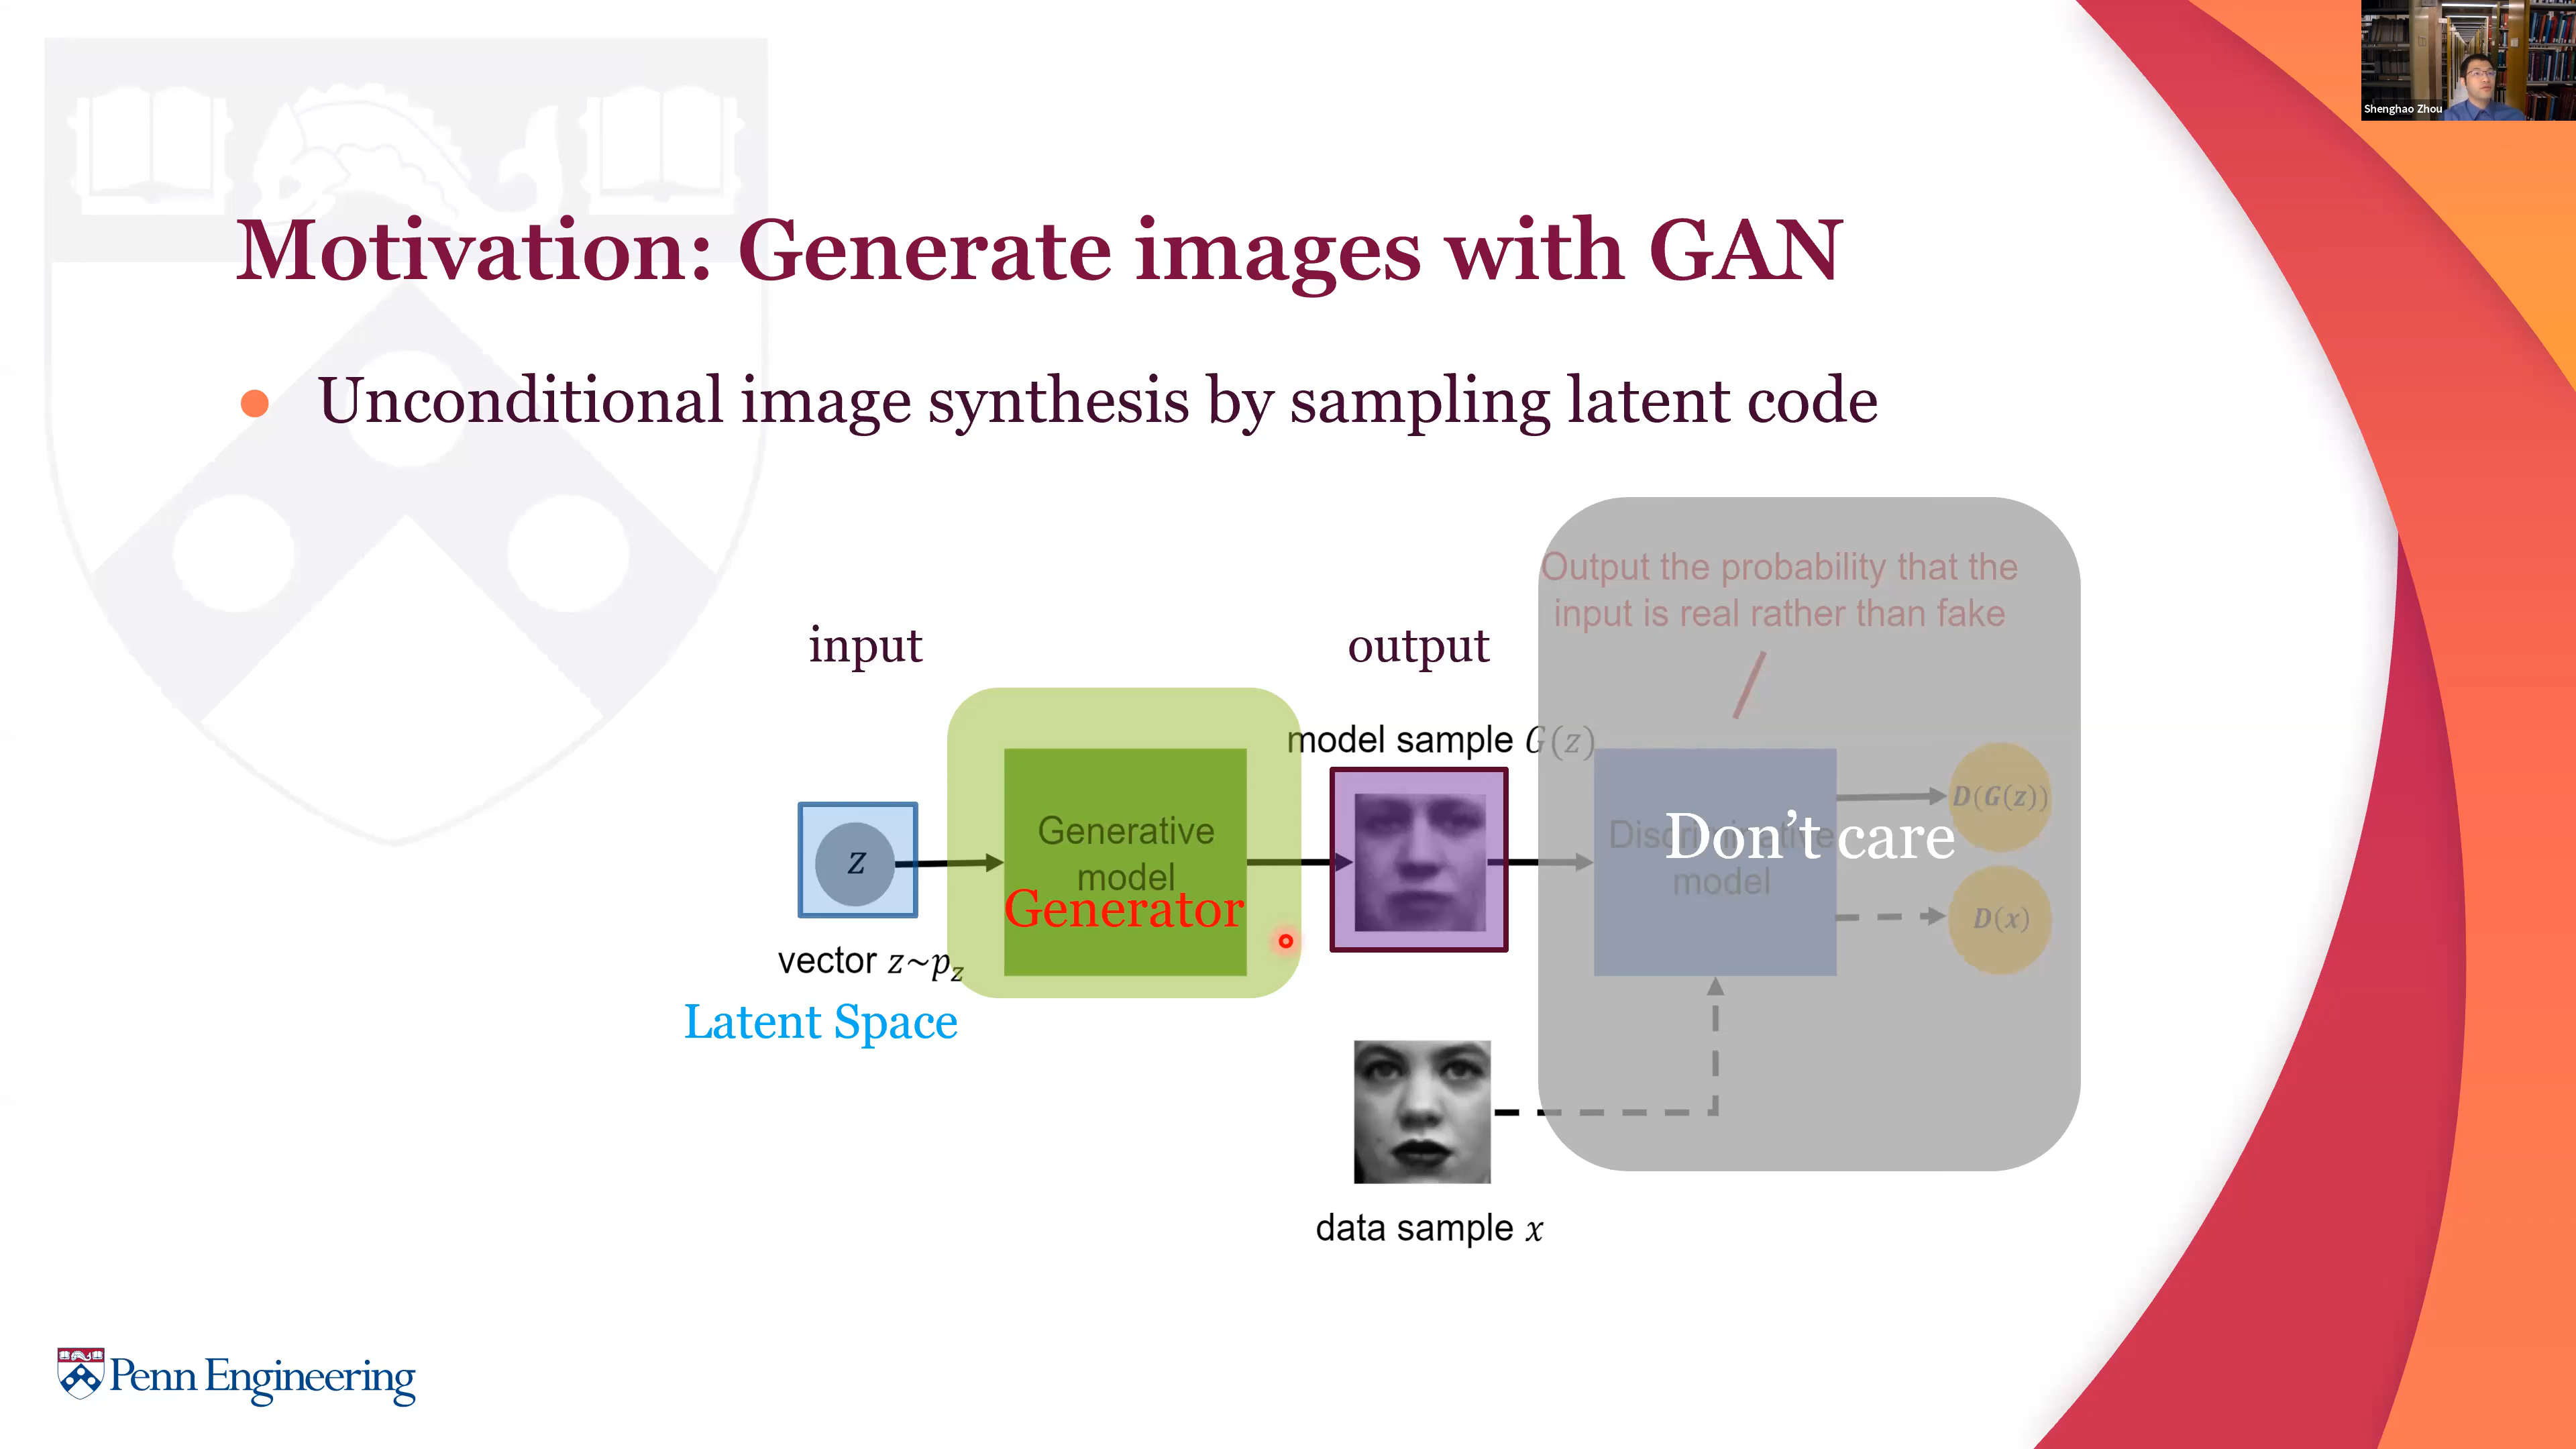 Shenghao Zhou
Motivation: Generate images with GAN
Unconditional image synthesis by sampling latent code
Output the probability that the
input is real rather than fake
input
output
model sample G(z)
z
Generative
model
Generator
Discriminative
model
Don’t care
D(G(z))
D(x)
vector z~pz
Latent Space
data sample x
Penn Engineering